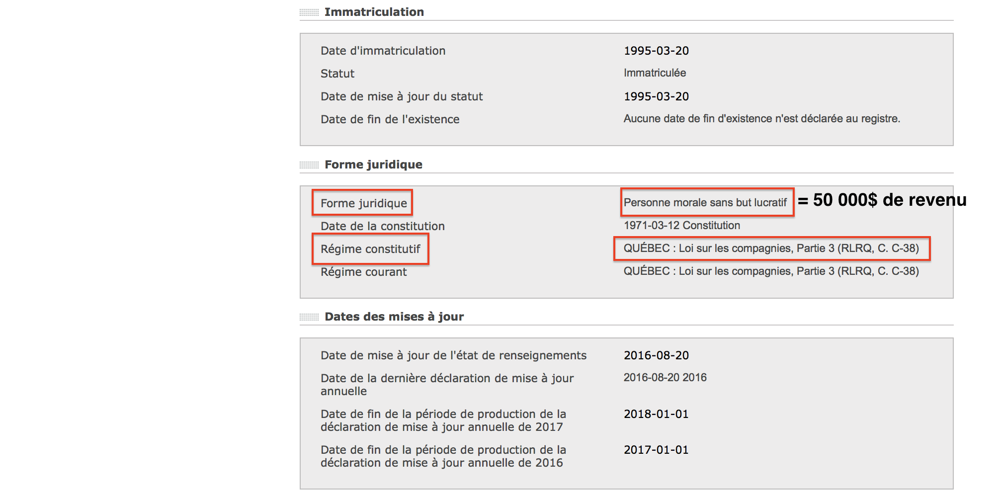 Immatriculation
Date d'immatriculation 1995-03-20
Statut Immatriculée
Date de mise à jour du statut 1995-03-20
Date de fin de l'existence Aucune date de fin d'existence n'est déclarée au registre.
Forme juridique
Forme juridique Personne morale sans but lucratif = 50 000$ de revenu
Date de la constitution 1971-03-12 Constitution
Régime constitutif QUÉBEC : Loi sur les compagnies, Partie 3 (RLRQ, C. C-38)
Régime courant QUÉBEC : Loi sur les compagnies, Partie 3 (RLRQ, C. C-38)
Dates des mises à jour
Date de mise à jour de l'état de renseignements 2016-08-20
Date de la dernière déclaration de mise à jour 2016-08-20 2016
annuelle
Date de fin de la période de production de la 2018-01-01
déclaration de mise à jour annuelle de 2017
Date de fin de la période de production de la 2017-01-01
déclaration de mise à jour annuelle de 2016